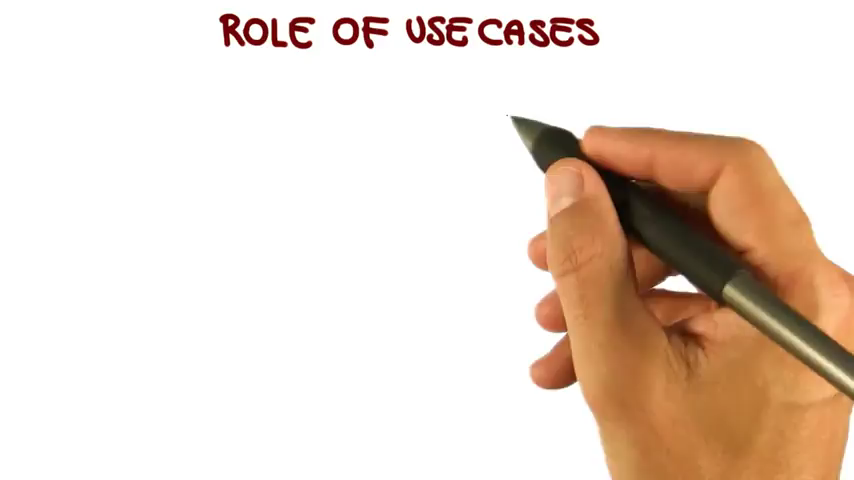 ROLE OF USE CASES